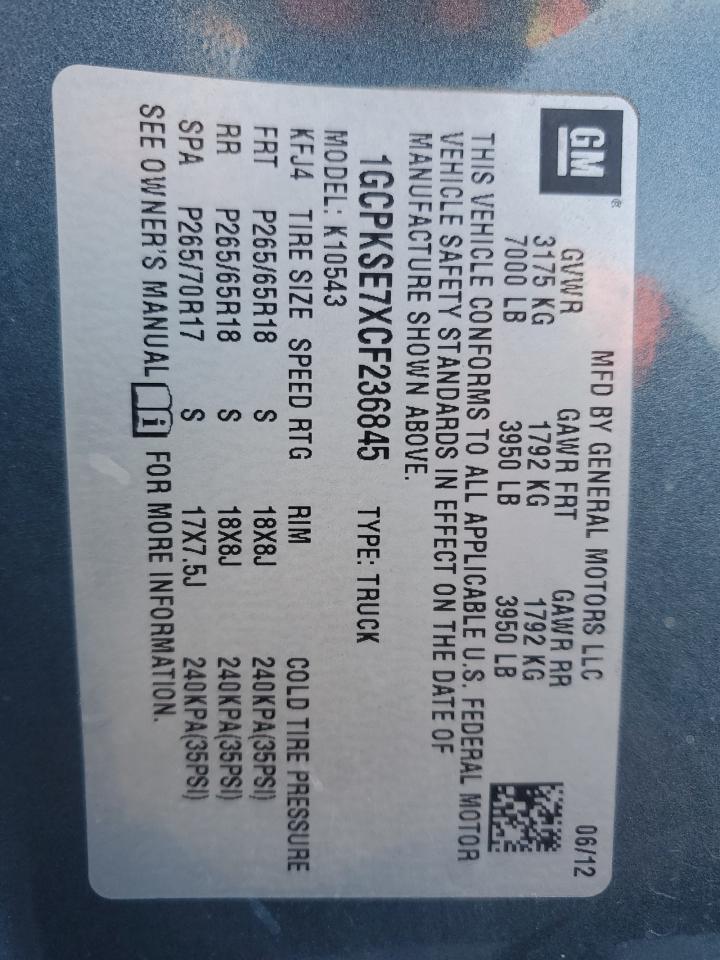 GM®
MFD BY GENERAL MOTORS LLC 06/12
GVWR GAWR FRT GAWR RR
3175 KG 1792 KG 1792 KG
7000 LB 3950 LB 3950 LB
THIS VEHICLE CONFORMS TO ALL APPLICABLE U.S. FEDERAL MOTOR
VEHICLE SAFETY STANDARDS IN EFFECT ON THE DATE OF
MANUFACTURE SHOWN ABOVE.
1GCPKSE7XCF236845 TYPE: TRUCK
MODEL: K10543
KFJ4 TIRE SIZE SPEED RTG RIM COLD TIRE PRESSURE
FRT P265/65R18 S 18X8J 240KPA(35PSI)
RR P265/65R18 S 18X8J 240KPA(35PSI)
SPA P265/70R17 S 17X7.5J 240KPA(35PSI)
SEE OWNER'S MANUAL i FOR MORE INFORMATION.